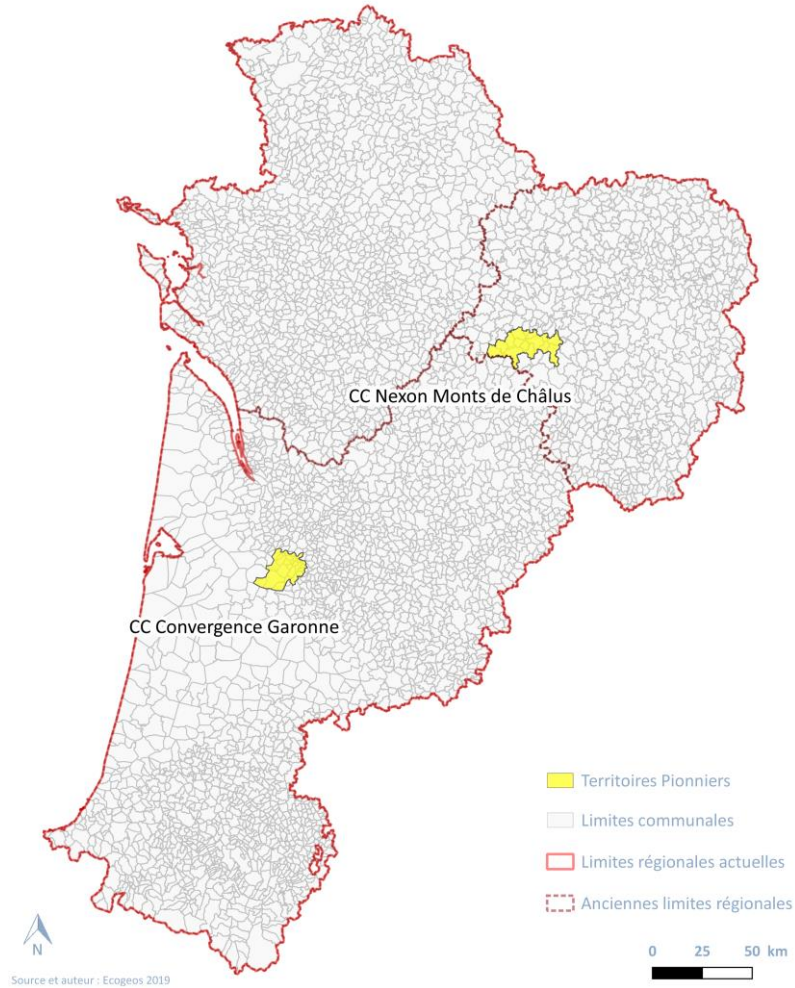 CC Nexon Monts de Châlus
CC Convergence Garonne
Territoires Pionniers
Limites communales
Limites régionales actuelles
Anciennes limites régionales
N
0 25 50 km
Source et auteur : Ecogeos 2019